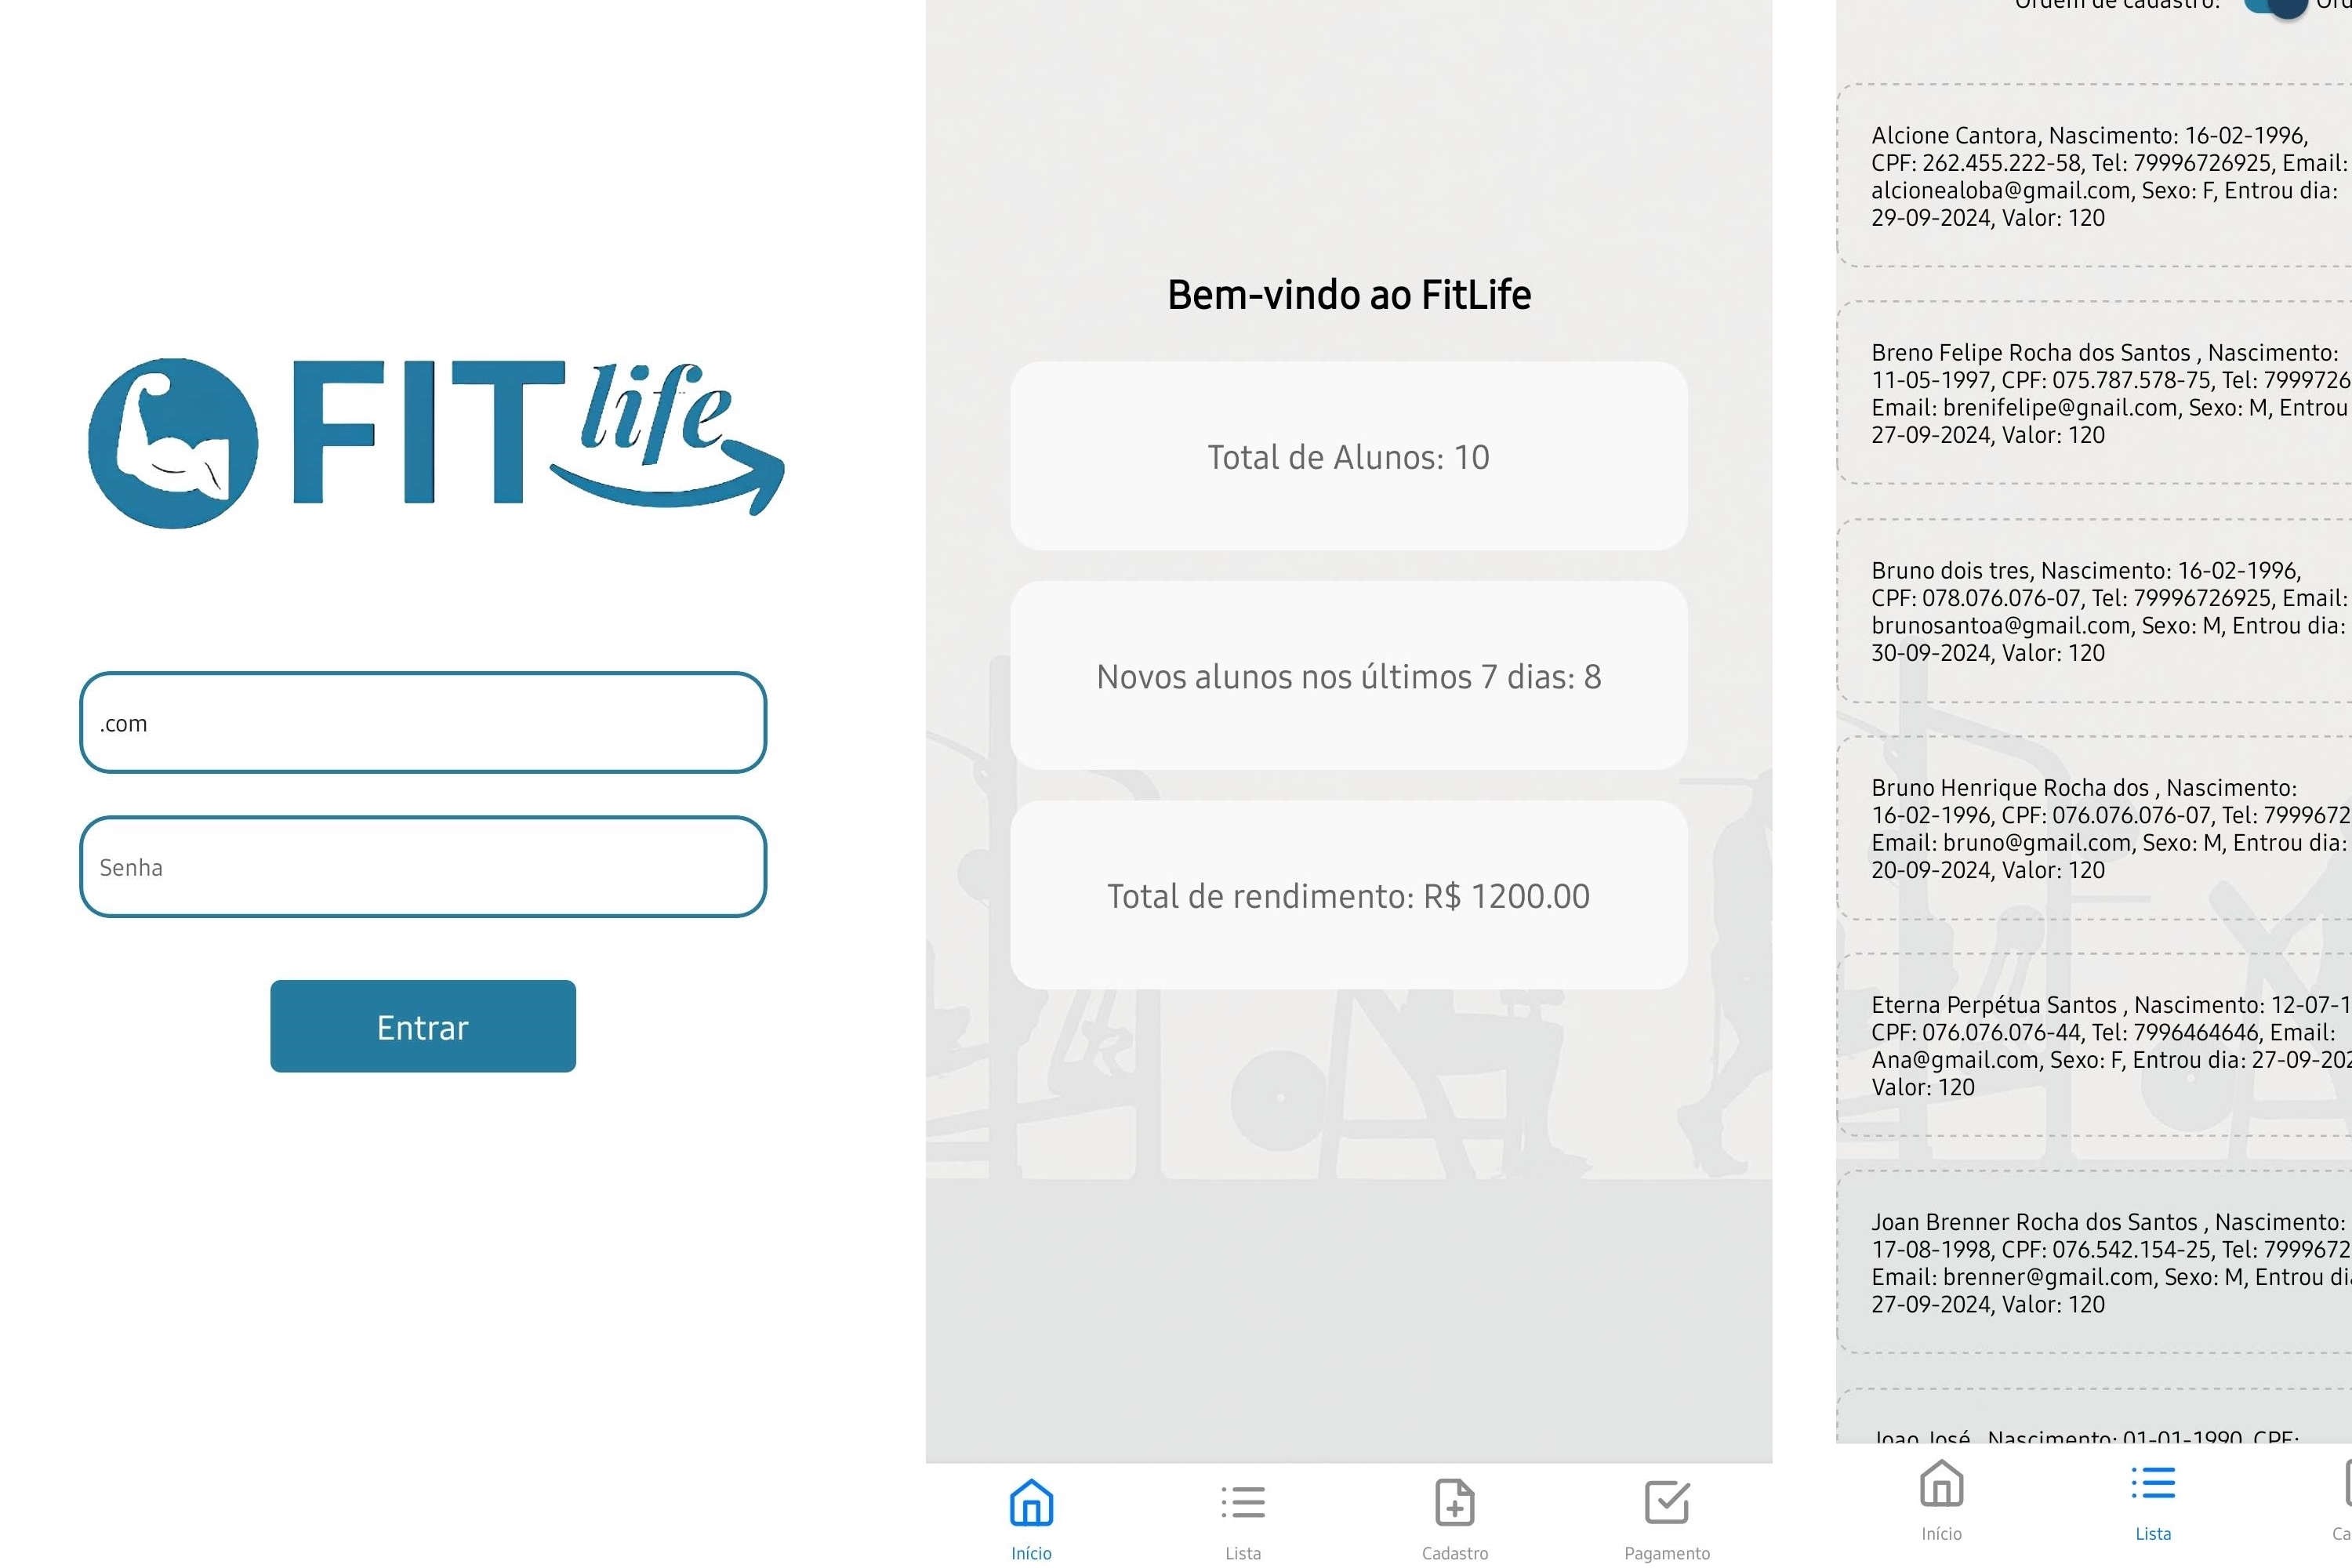 FIT life
.com
Senha
Entrar
Bem-vindo ao FitLife
Total de Alunos: 10
Novos alunos nos últimos 7 dias: 8
Total de rendimento: R$ 1200.00
Início
Lista
Cadastro
Pagamento
Ordem de cadastro:
Alcione Cantora, Nascimento: 16-02-1996,
CPF: 262.455.222-58, Tel: 79996726925, Email:
alcionealoba@gmail.com, Sexo: F, Entrou dia:
29-09-2024, Valor: 120
Breno Felipe Rocha dos Santos , Nascimento:
11-05-1997, CPF: 075.787.578-75, Tel: 7999726
Email: brenifelipe@gnail.com, Sexo: M, Entrou
27-09-2024, Valor: 120
Bruno dois tres, Nascimento: 16-02-1996,
CPF: 078.076.076-07, Tel: 79996726925, Email:
brunosantoa@gmail.com, Sexo: M, Entrou dia:
30-09-2024, Valor: 120
Bruno Henrique Rocha dos , Nascimento:
16-02-1996, CPF: 076.076.076-07, Tel: 7999672
Email: bruno@gmail.com, Sexo: M, Entrou dia:
20-09-2024, Valor: 120
Eterna Perpétua Santos , Nascimento: 12-07-1
CPF: 076.076.076-44, Tel: 7996464646, Email:
Ana@gmail.com, Sexo: F, Entrou dia: 27-09-202
Valor: 120
Joan Brenner Rocha dos Santos , Nascimento:
17-08-1998, CPF: 076.542.154-25, Tel: 7999672
Email: brenner@gmail.com, Sexo: M, Entrou di
27-09-2024, Valor: 120
Joao José , Nascimento: 01-01-1990, CPF:
Início
Lista
Ca